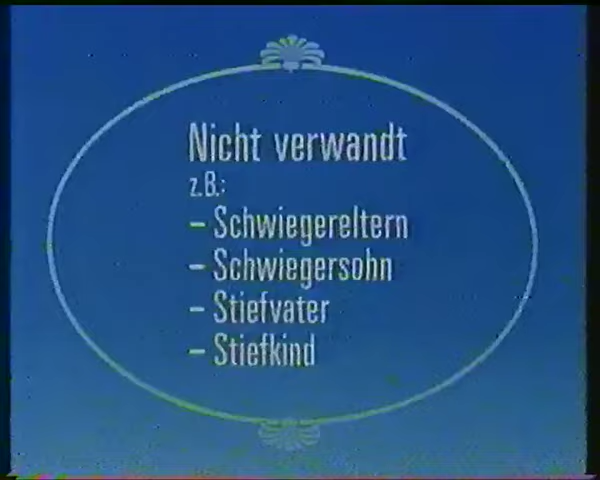 Nicht verwandt
z.B.:
– Schwiegereltern
– Schwiegersohn
– Stiefvater
– Stiefkind